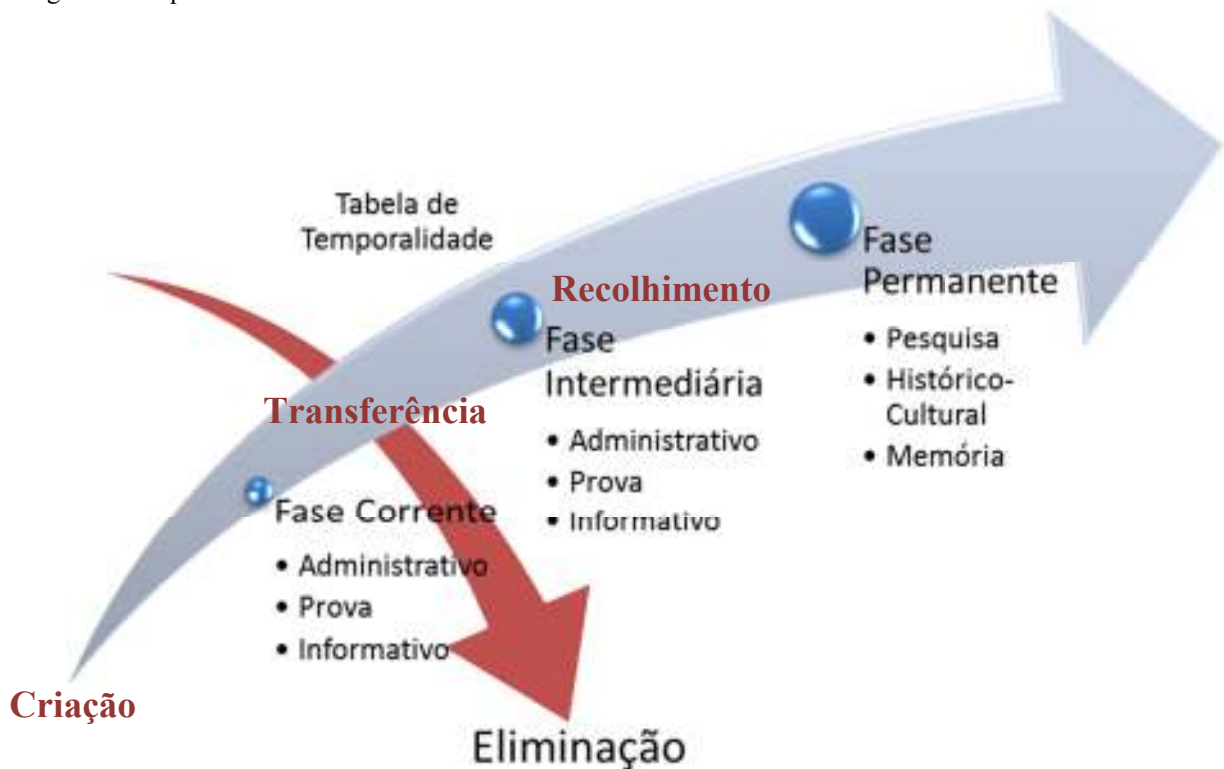 Tabela de
Temporalidade
Recolhimento
Fase
Permanente
• Pesquisa
• Histórico-
Cultural
• Memória
Fase
Intermediária
• Administrativo
• Prova
• Informativo
Transferência
Fase Corrente
• Administrativo
• Prova
• Informativo
Criação
Eliminação